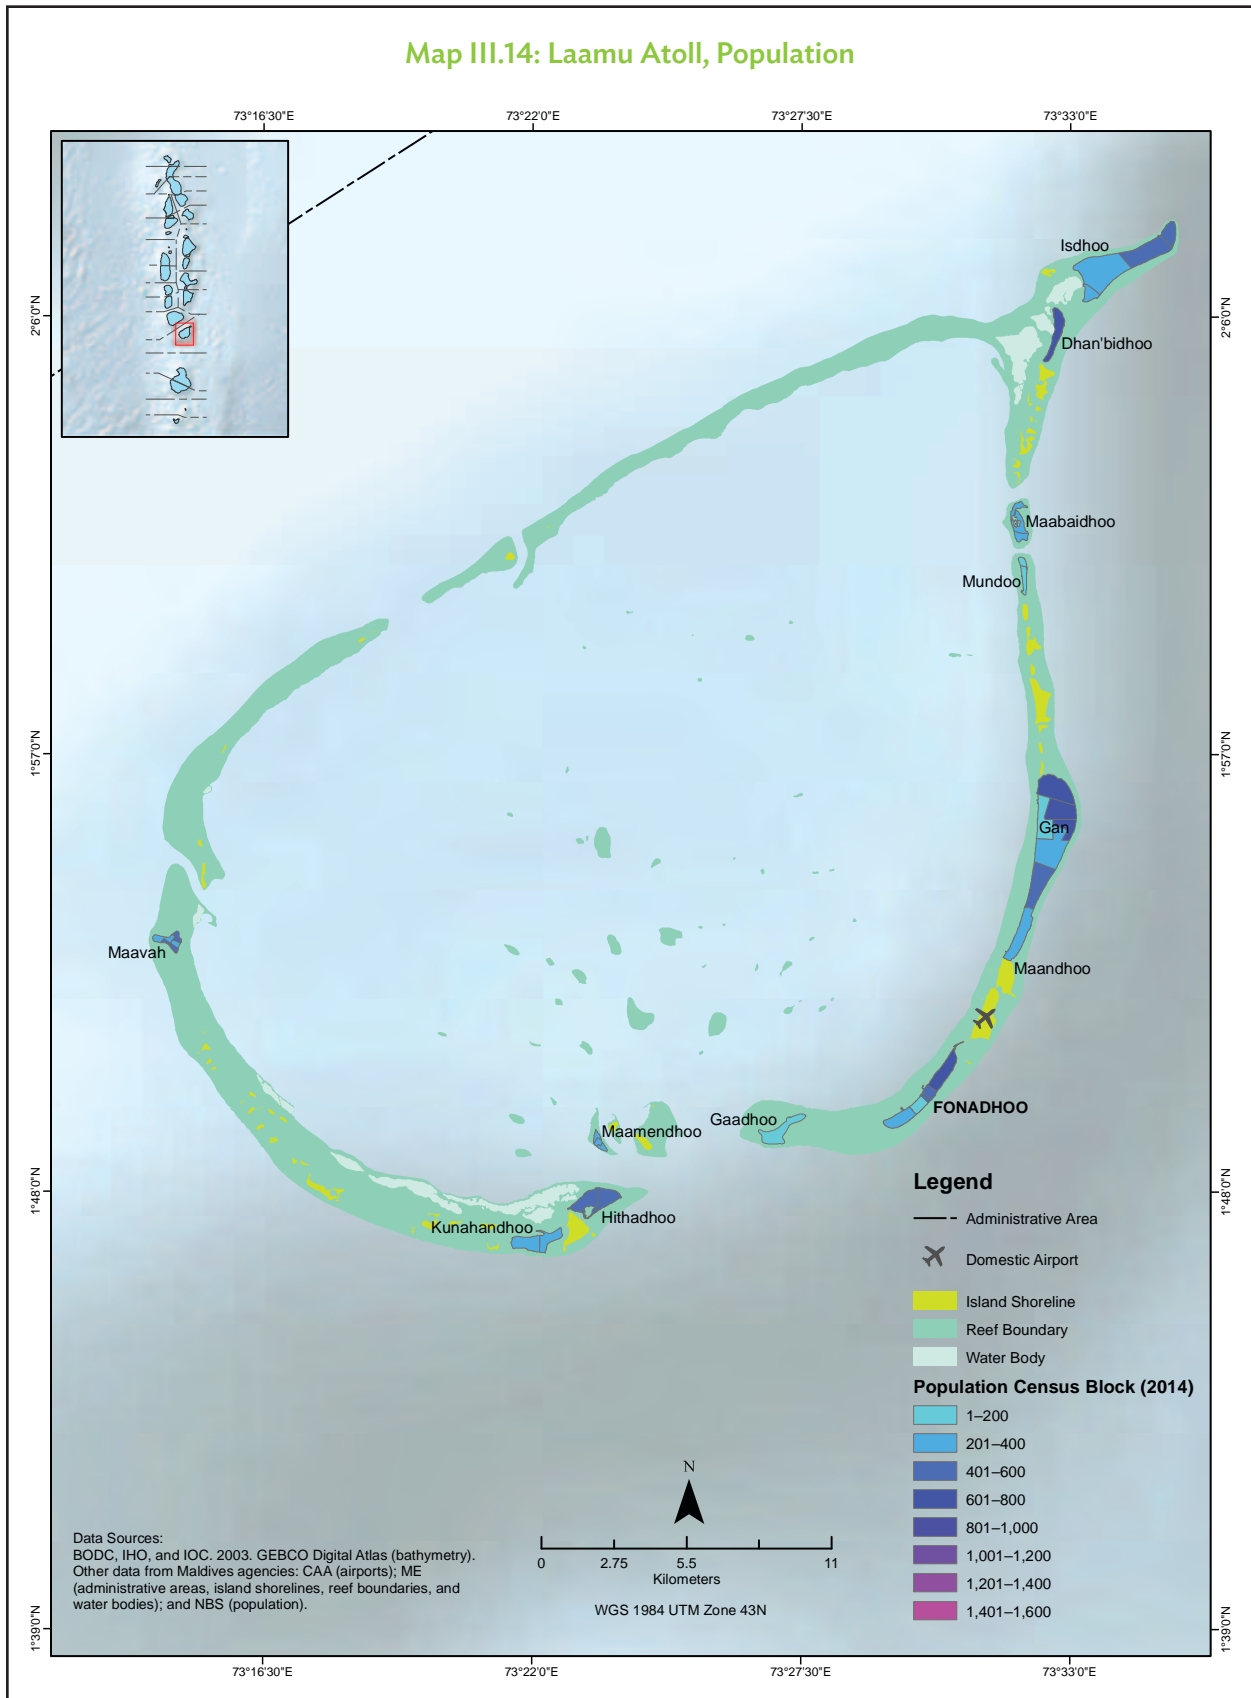 Map III.14: Laamu Atoll, Population
73°16'30"E
73°22'0"E
73°27'30"E
73°33'0"E
2°6'0"N
2°6'0"N
1°57'0"N
1°57'0"N
1°48'0"N
1°48'0"N
1°39'0"N
1°39'0"N
Isdhoo
Dhan'bidhoo
Maabaidhoo
Mundoo
Gan
Maavah
Maandhoo
FONADHOO
Gaadhoo
Maamendhoo
Hithadhoo
Kunahandhoo
Legend
Administrative Area
Domestic Airport
Island Shoreline
Reef Boundary
Water Body
Population Census Block (2014)
1–200
201–400
401–600
601–800
801–1,000
1,001–1,200
1,201–1,400
1,401–1,600
N
0 2.75 5.5 11
Kilometers
WGS 1984 UTM Zone 43N
Data Sources:
BODC, IHO, and IOC. 2003. GEBCO Digital Atlas (bathymetry).
Other data from Maldives agencies: CAA (airports); ME
(administrative areas, island shorelines, reef boundaries, and
water bodies); and NBS (population).
73°16'30"E
73°22'0"E
73°27'30"E
73°33'0"E